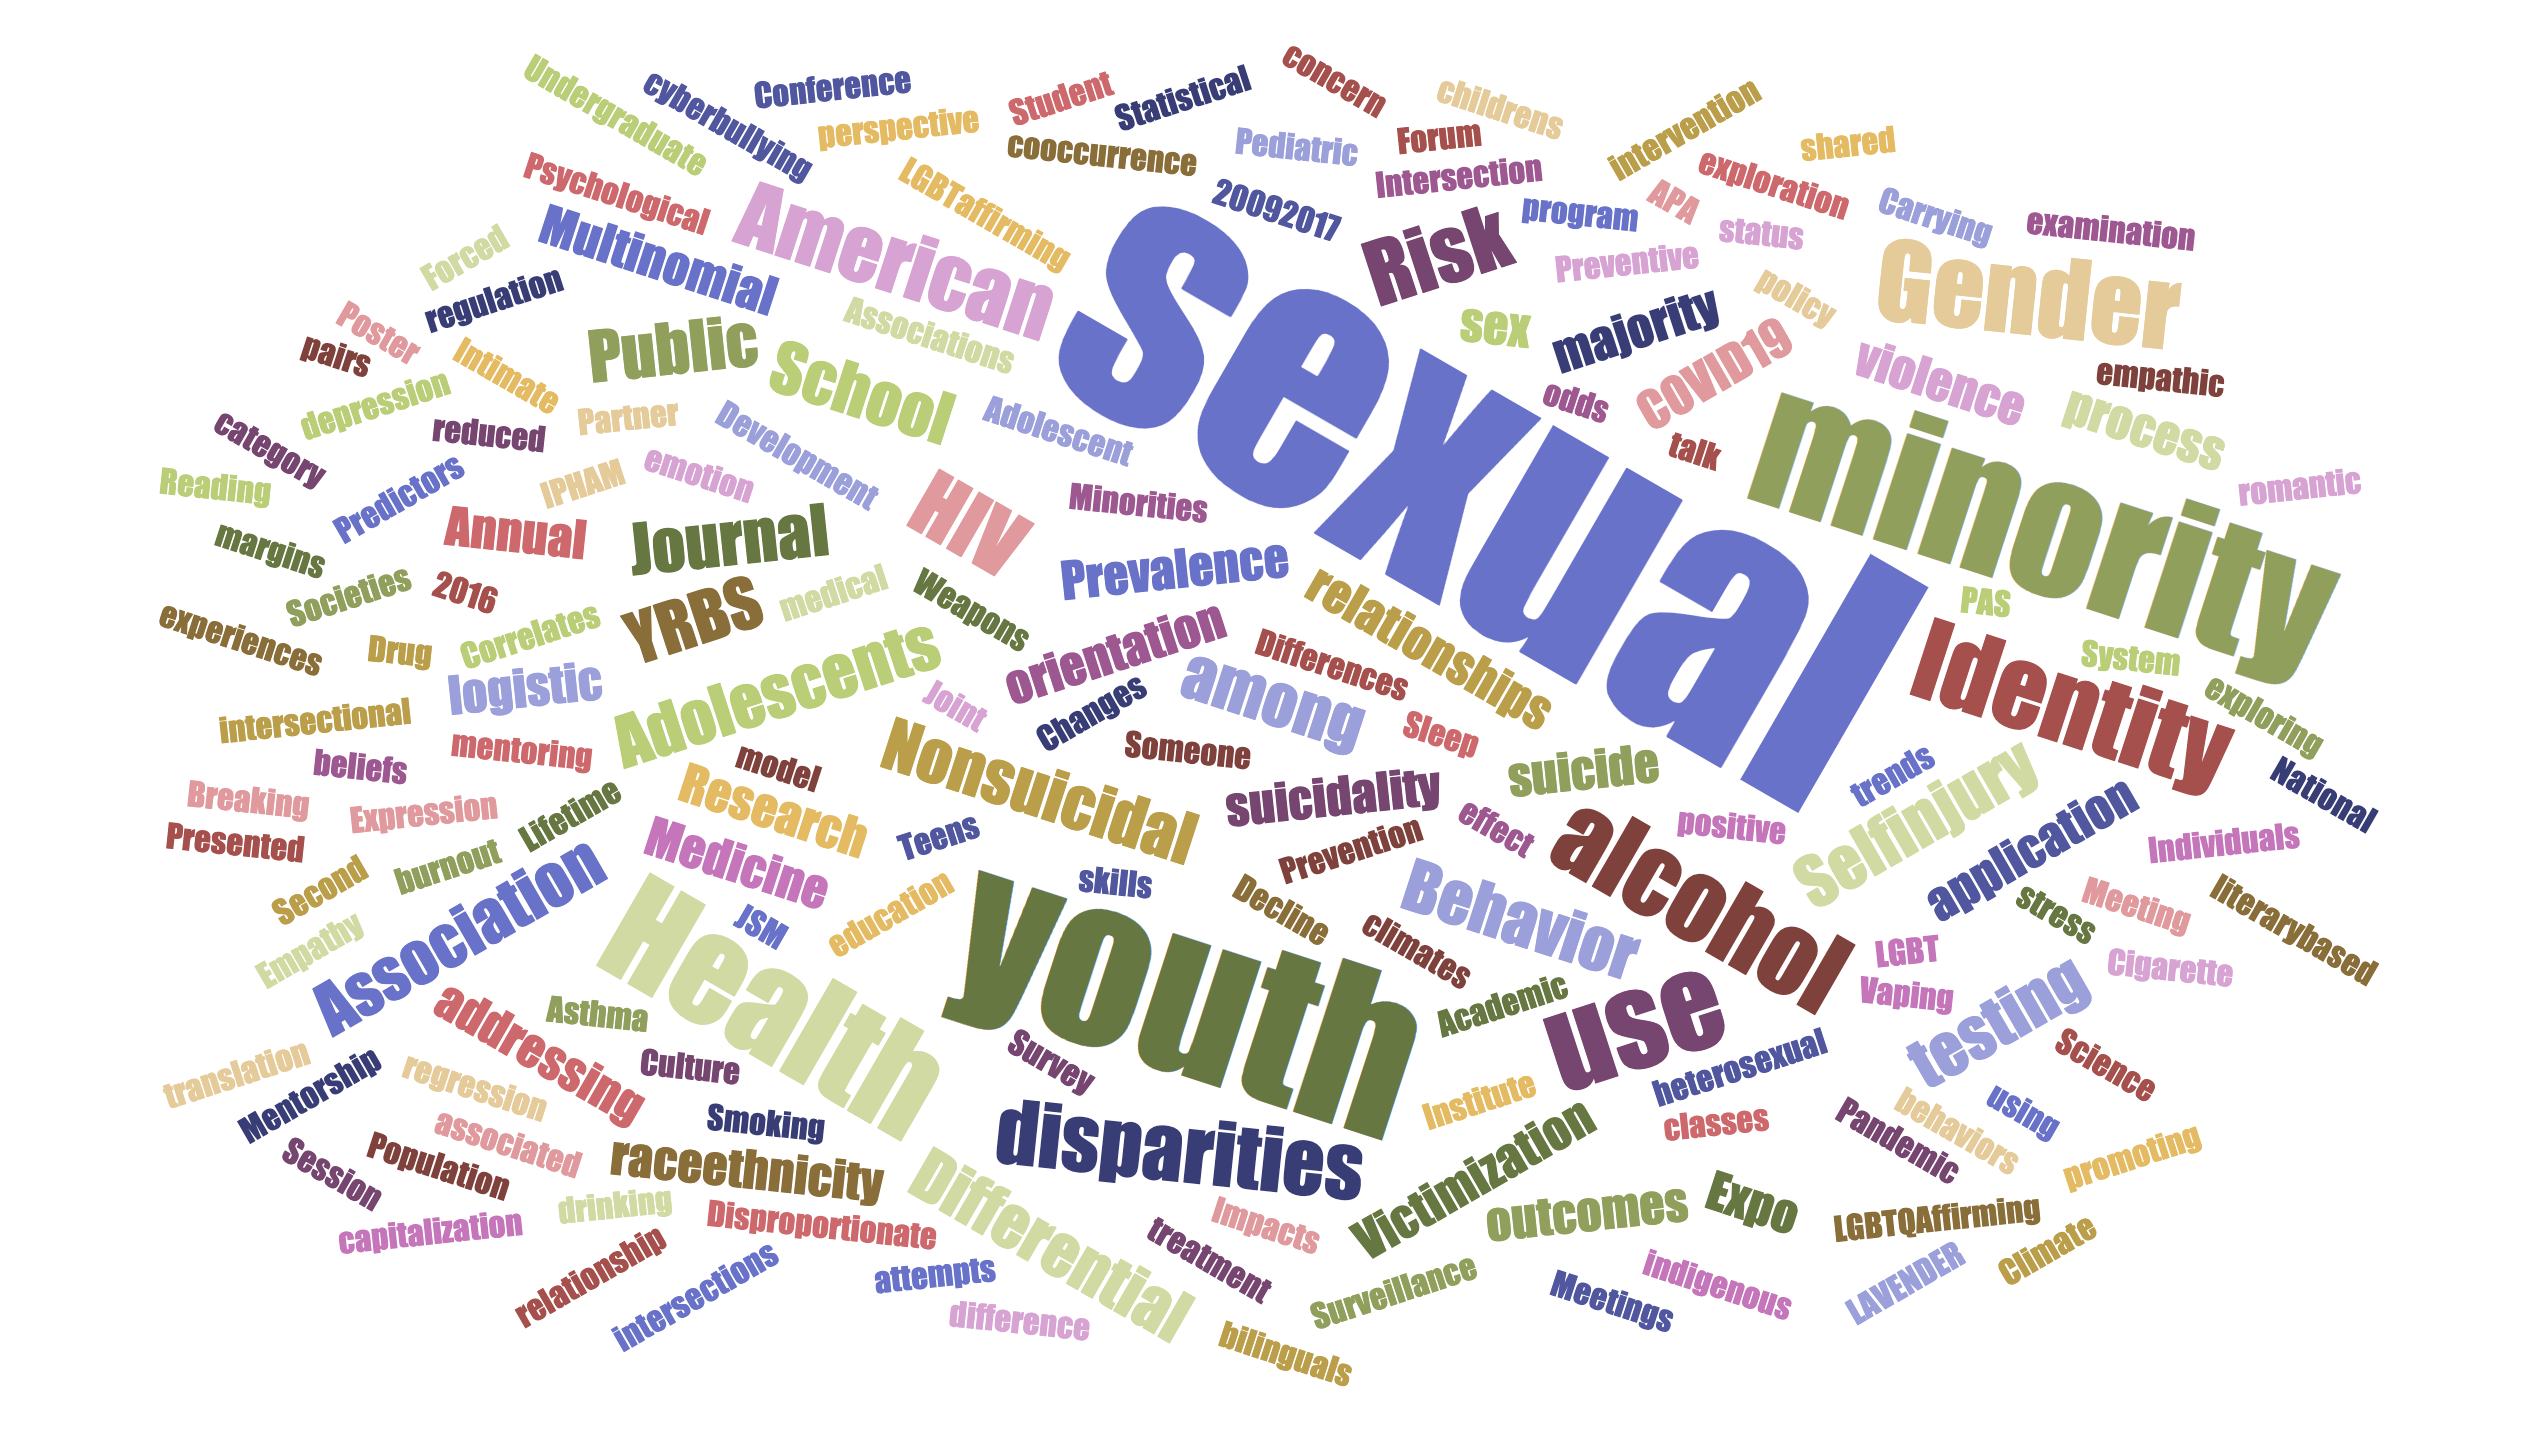 Undergraduate
cyberbullying
Conference
perspective
Student
Statistical
concern
childrens
intervention
shared
Psychological
LGBTaffirming
cooccurrence
Pediatric
Forum
Intersection
exploration
20092017
program
APA
status
Carrying
examination
Forced
regulation
Multinomial
American
Sexual
Risk
Preventive
policy
Gender
Poster
pairs
Intimate
Public
School
Associations
sex
majority
COVID19
violence
empathic
process
depression
category
reduced
Partner
Development
Adolescent
odds
talk
minority
romantic
Reading
Predictors
IPHAM
emotion
HIV
Minorities
margins
Annual
Journal
Prevalence
Societies
2016
YRBS
medical
Weapons
relationships
PAS
experiences
Drug
Correlates
orientation
Differences
Identity
System
exploring
logistic
Adolescents
Joint
Changes
among
Sleep
intersectional
mentoring
beliefs
model
Nonsuicidal
Someone
suicidality
suicide
trends
Selfinjury
National
Breaking
Expression
Lifetime
Research
Teens
Prevention
effect
alcohol
positive
application
Individuals
Presented
burnout
Medicine
skills
Second
Association
JSM
education
youth
Decline
Behavior
stress
Meeting
literarybased
Empathy
Health
climates
LGBT
Cigarette
addressing
Asthma
Academic
use
Vaping
testing
translation
Mentorship
regression
Culture
Survey
heterosexual
Science
associated
Smoking
disparities
Institute
classes
Pandemic
behaviors
using
Session
Population
raceethnicity
Differential
Victimization
promoting
capitalization
drinking
Disproportionate
Impacts
outcomes
Expo
LGBTQAffirming
relationship
intersections
attempts
treatment
Surveillance
Meetings
indigenous
LAVENDER
Climate
difference
bilinguals